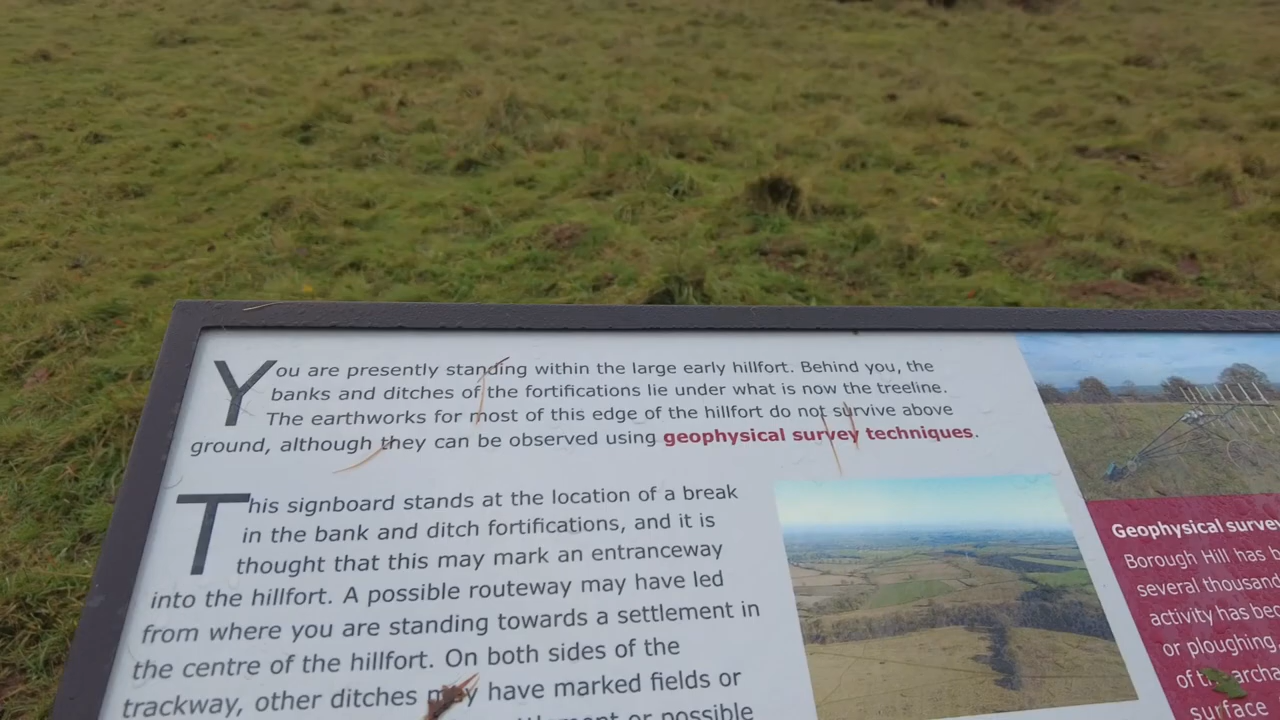 You are presently standing within the large early hillfort. Behind you, the
banks and ditches of the fortifications lie under what is now the treeline.
The earthworks for most of this edge of the hillfort do not survive above
ground, although they can be observed using geophysical survey techniques.
This signboard stands at the location of a break
in the bank and ditch fortifications, and it is
thought that this may mark an entranceway
into the hillfort. A possible routeway may have led
from where you are standing towards a settlement in
the centre of the hillfort. On both sides of the
trackway, other ditches may have marked fields or
or possible
Geophysical survey
Borough Hill has
several thousand
activity has
or ploughing,
of
surface